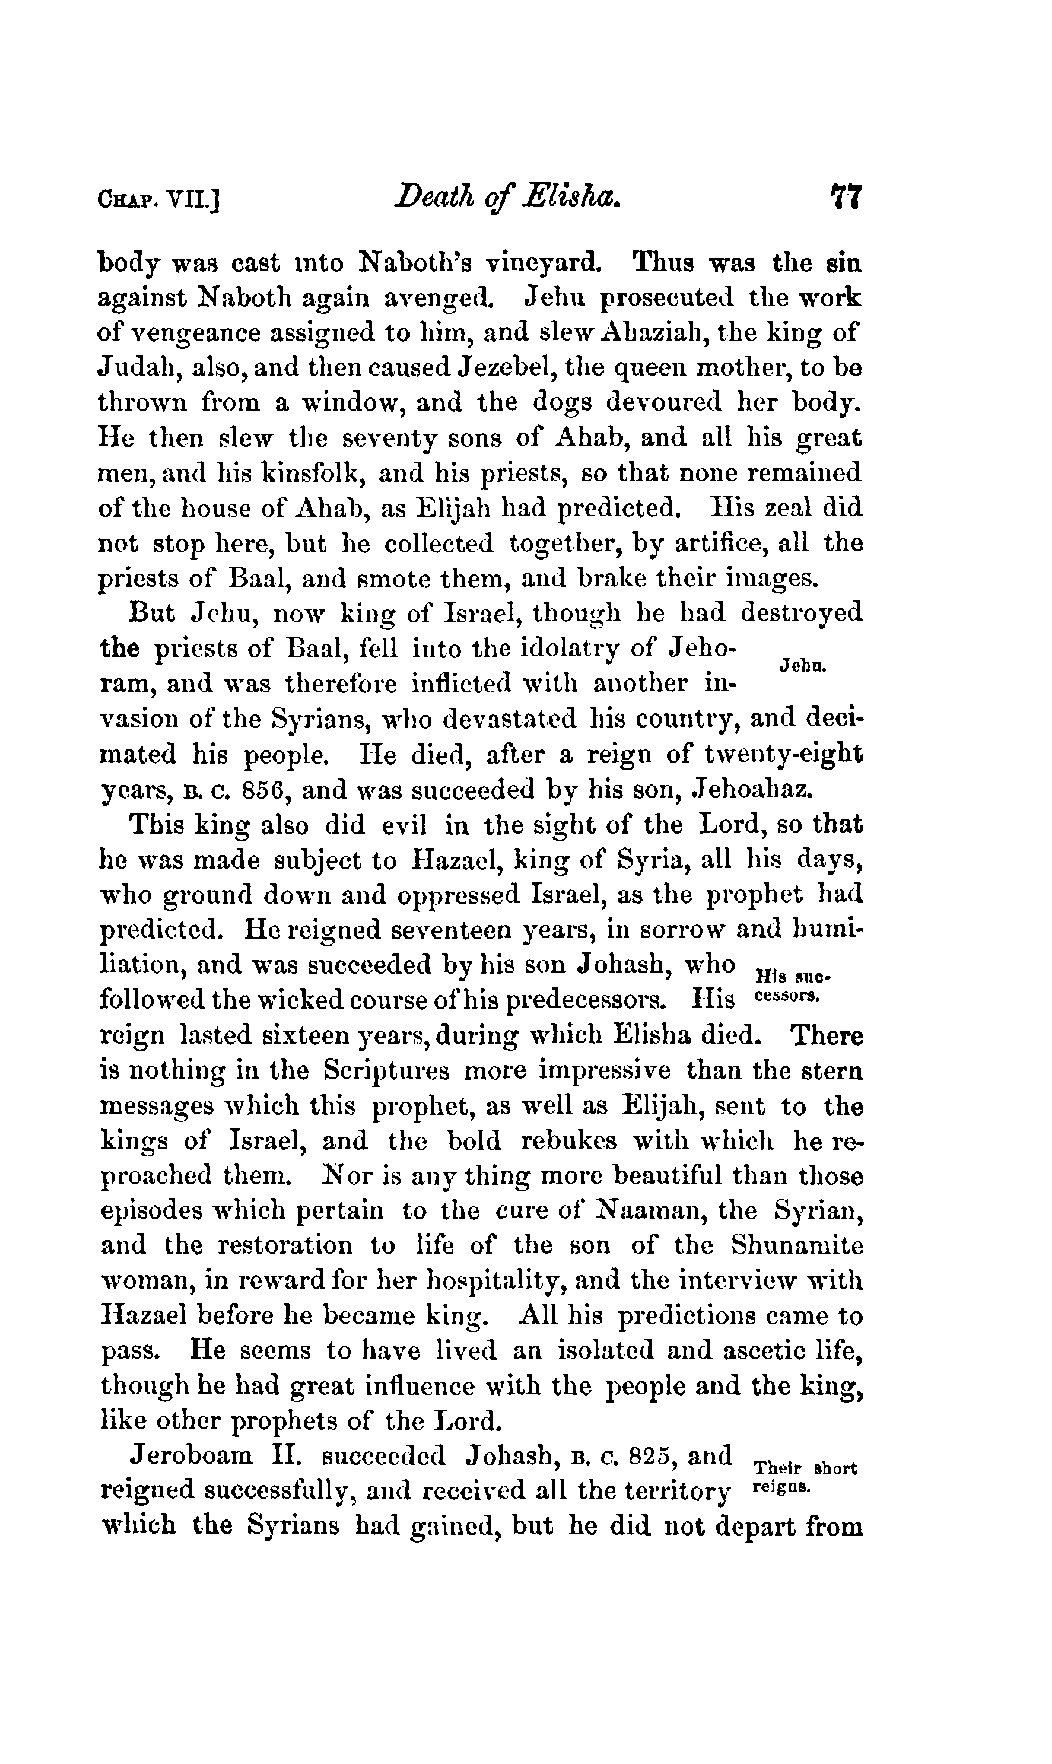 CHAP. VII.] Death of Elisha. 77
body was cast into Naboth's vineyard. Thus was the sin
against Naboth again avenged. Jehu prosecuted the work
of vengeance assigned to him, and slew Ahaziah, the king of
Judah, also, and then caused Jezebel, the queen mother, to be
thrown from a window, and the dogs devoured her body.
He then slew the seventy sons of Ahab, and all his great
men, and his kinsfolk, and his priests, so that none remained
of the house of Ahab, as Elijah had predicted. His zeal did
not stop here, but he collected together, by artifice, all the
priests of Baal, and smote them, and brake their images.
But Jehu, now king of Israel, though he had destroyed
the priests of Baal, fell into the idolatry of Jeho-
Jehu.
ram, and was therefore inflicted with another in-
vasion of the Syrians, who devastated his country, and deci-
mated his people. He died, after a reign of twenty-eight
years, B. C. 856, and was succeeded by his son, Jehoahaz.
This king also did evil in the sight of the Lord, so that
he was made subject to Hazael, king of Syria, all his days,
who ground down and oppressed Israel, as the prophet had
predicted. He reigned seventeen years, in sorrow and humi-
liation, and was succeeded by his son Johash, who
His suc-
followed the wicked course of his predecessors. His
cessors.
reign lasted sixteen years, during which Elisha died. There
is nothing in the Scriptures more impressive than the stern
messages which this prophet, as well as Elijah, sent to the
kings of Israel, and the bold rebukes with which he re-
proached them. Nor is any thing more beautiful than those
episodes which pertain to the cure of Naaman, the Syrian,
and the restoration to life of the son of the Shunamite
woman, in reward for her hospitality, and the interview with
Hazael before he became king. All his predictions came to
pass. He seems to have lived an isolated and ascetic life,
though he had great influence with the people and the king,
like other prophets of the Lord.
Jeroboam II. succeeded Johash, B. C. 825, and
Their short
reigned successfully, and received all the territory
reigns.
which the Syrians had gained, but he did not depart from